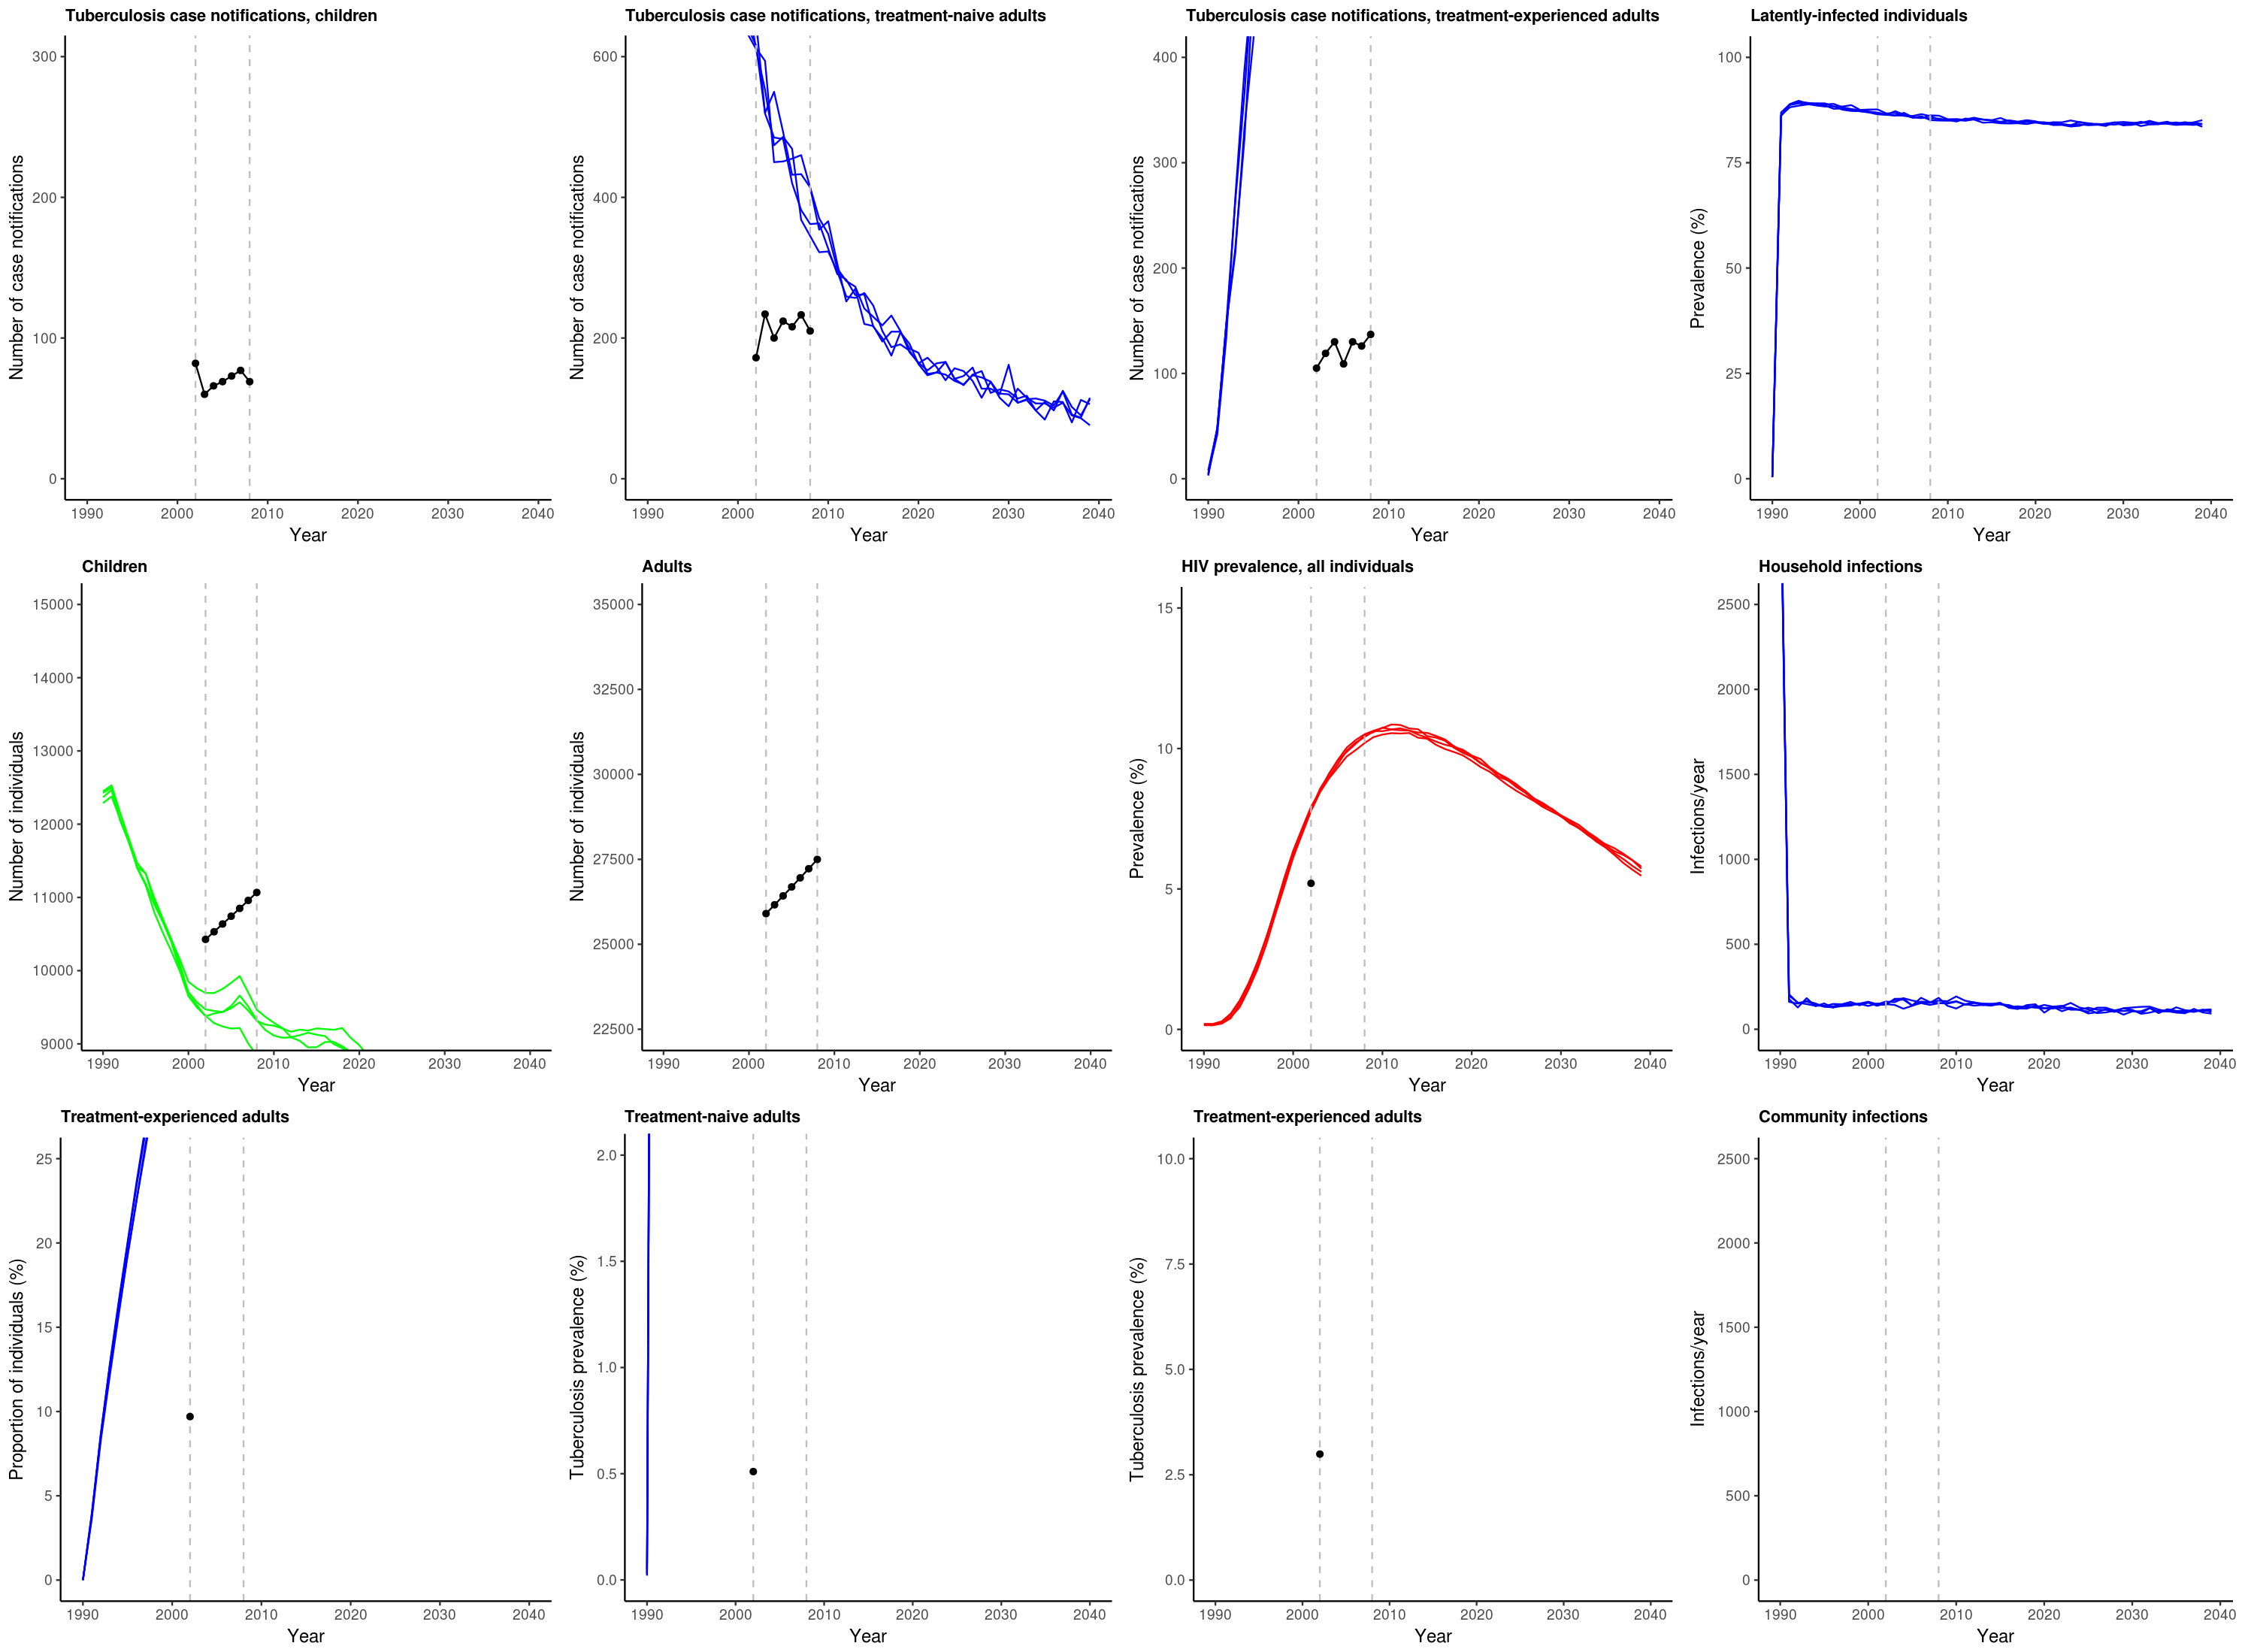 Tuberculosis case notifications, children
Number of case notifications
300
200
100
0
1990 2000 2010 2020 2030 2040
Year
Tuberculosis case notifications, treatment-naive adults
Number of case notifications
600
400
200
0
1990 2000 2010 2020 2030 2040
Year
Tuberculosis case notifications, treatment-experienced adults
Number of case notifications
400
300
200
100
0
1990 2000 2010 2020 2030 2040
Year
Latently-infected individuals
Prevalence (%)
100
75
50
25
0
1990 2000 2010 2020 2030 2040
Year
Children
Number of individuals
15000
14000
13000
12000
11000
10000
9000
1990 2000 2010 2020 2030 2040
Year
Adults
Number of individuals
35000
32500
30000
27500
25000
22500
1990 2000 2010 2020 2030 2040
Year
HIV prevalence, all individuals
Prevalence (%)
15
10
5
0
1990 2000 2010 2020 2030 2040
Year
Household infections
Infections/year
2500
2000
1500
1000
500
0
1990 2000 2010 2020 2030 2040
Year
Treatment-experienced adults
Proportion of individuals (%)
25
20
15
10
5
0
1990 2000 2010 2020 2030 2040
Year
Treatment-naive adults
Tuberculosis prevalence (%)
2.0
1.5
1.0
0.5
0.0
1990 2000 2010 2020 2030 2040
Year
Treatment-experienced adults
Tuberculosis prevalence (%)
10.0
7.5
5.0
2.5
0.0
1990 2000 2010 2020 2030 2040
Year
Community infections
Infections/year
2500
2000
1500
1000
500
0
1990 2000 2010 2020 2030 2040
Year